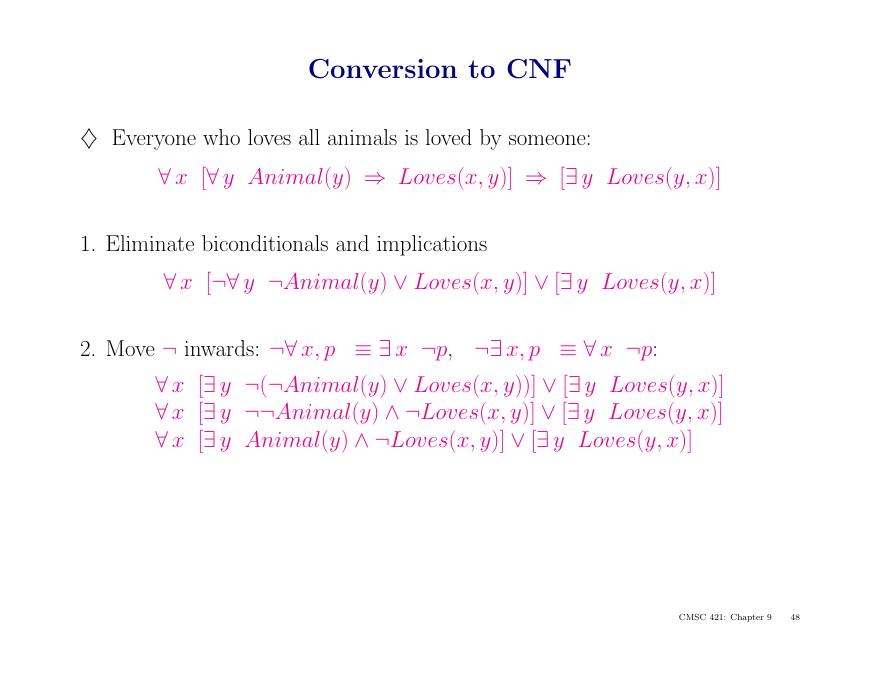 Conversion to CNF
♢ Everyone who loves all animals is loved by someone:
∀ x [∀ y Animal(y) ⇒ Loves(x, y)] ⇒ [∃ y Loves(y, x)]
1. Eliminate biconditionals and implications
∀ x [¬∀ y ¬Animal(y) ∨ Loves(x, y)] ∨ [∃ y Loves(y, x)]
2. Move ¬ inwards: ¬∀ x, p ≡ ∃ x ¬p, ¬∃ x, p ≡ ∀ x ¬p:
∀ x [∃ y ¬(¬Animal(y) ∨ Loves(x, y))] ∨ [∃ y Loves(y, x)]
∀ x [∃ y ¬¬Animal(y) ∧ ¬Loves(x, y)] ∨ [∃ y Loves(y, x)]
∀ x [∃ y Animal(y) ∧ ¬Loves(x, y)] ∨ [∃ y Loves(y, x)]
CMSC 421: Chapter 9 48